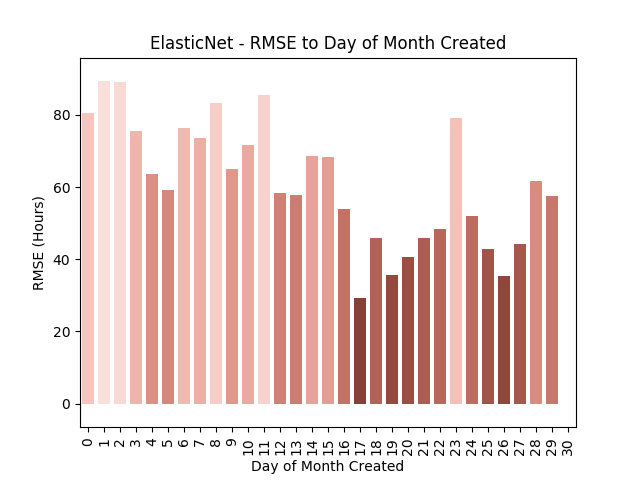 ElasticNet - RMSE to Day of Month Created
RMSE (Hours)
80
60
40
20
0
0 1 2 3 4 5 6 7 8 9 10 11 12 13 14 15 16 17 18 19 20 21 22 23 24 25 26 27 28 29 30
Day of Month Created